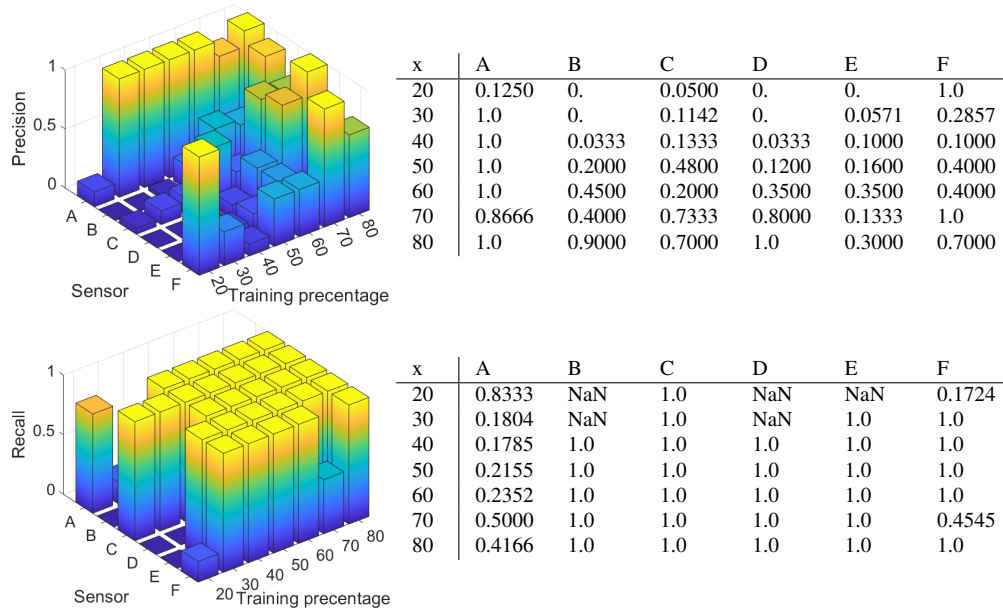 1
0.5
0
Precision
A
B
C
D
E
F
Sensor
20
30
40
50
60
70
80
Training precentage
x A B C D E F
20 0.1250 0. 0.0500 0. 0. 1.0
30 1.0 0. 0.1142 0. 0.0571 0.2857
40 1.0 0.0333 0.1333 0.0333 0.1000 0.1000
50 1.0 0.2000 0.4800 0.1200 0.1600 0.4000
60 1.0 0.4500 0.2000 0.3500 0.3500 0.4000
70 0.8666 0.4000 0.7333 0.8000 0.1333 1.0
80 1.0 0.9000 0.7000 1.0 0.3000 0.7000
1
0.5
0
Recall
A
B
C
D
E
F
Sensor
20
30
40
50
60
70
80
Training precentage
x A B C D E F
20 0.8333 NaN 1.0 NaN NaN 0.1724
30 0.1804 NaN 1.0 NaN 1.0 1.0
40 0.1785 1.0 1.0 1.0 1.0 1.0
50 0.2155 1.0 1.0 1.0 1.0 1.0
60 0.2352 1.0 1.0 1.0 1.0 1.0
70 0.5000 1.0 1.0 1.0 1.0 0.4545
80 0.4166 1.0 1.0 1.0 1.0 1.0